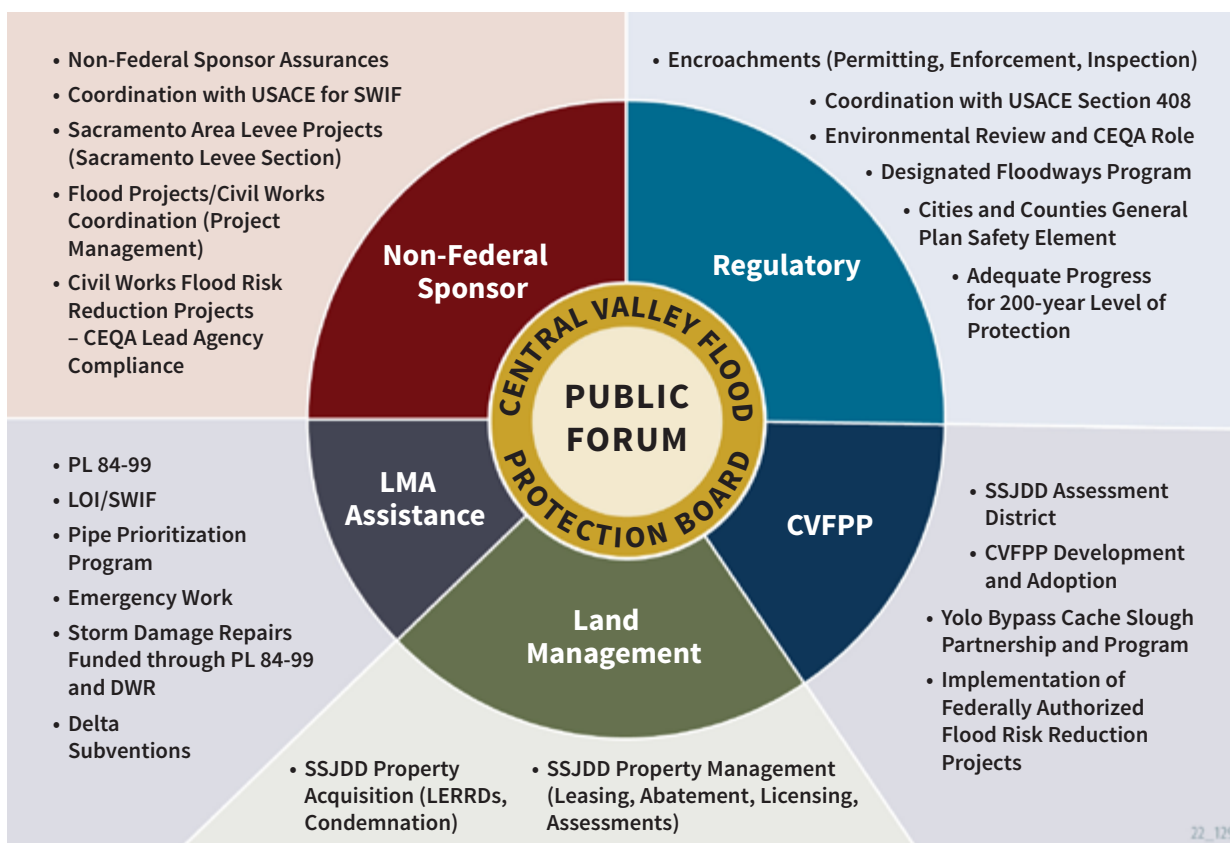 • Non-Federal Sponsor Assurances
• Coordination with USACE for SWIF
• Sacramento Area Levee Projects
(Sacramento Levee Section)
• Flood Projects/Civil Works
Coordination (Project
Management)
• Civil Works Flood Risk
Reduction Projects
– CEQA Lead Agency
Compliance
• Encroachments (Permitting, Enforcement, Inspection)
• Coordination with USACE Section 408
• Environmental Review and CEQA Role
• Designated Floodways Program
• Cities and Counties General
Plan Safety Element
• Adequate Progress
for 200-year Level of
Protection
Non-Federal
Sponsor
Regulatory
CENTRAL VALLEY FLOOD
PROTECTION BOARD
PUBLIC
FORUM
LMA
Assistance
CVFPP
Land
Management
• PL 84-99
• LOI/SWIF
• Pipe Prioritization
Program
• Emergency Work
• Storm Damage Repairs
Funded through PL 84-99
and DWR
• Delta
Subventions
• SSJDD Assessment
District
• CVFPP Development
and Adoption
• Yolo Bypass Cache Slough
Partnership and Program
• Implementation of
Federally Authorized
Flood Risk Reduction
Projects
• SSJDD Property
Acquisition (LERRDs,
Condemnation)
• SSJDD Property Management
(Leasing, Abatement, Licensing,
Assessments)